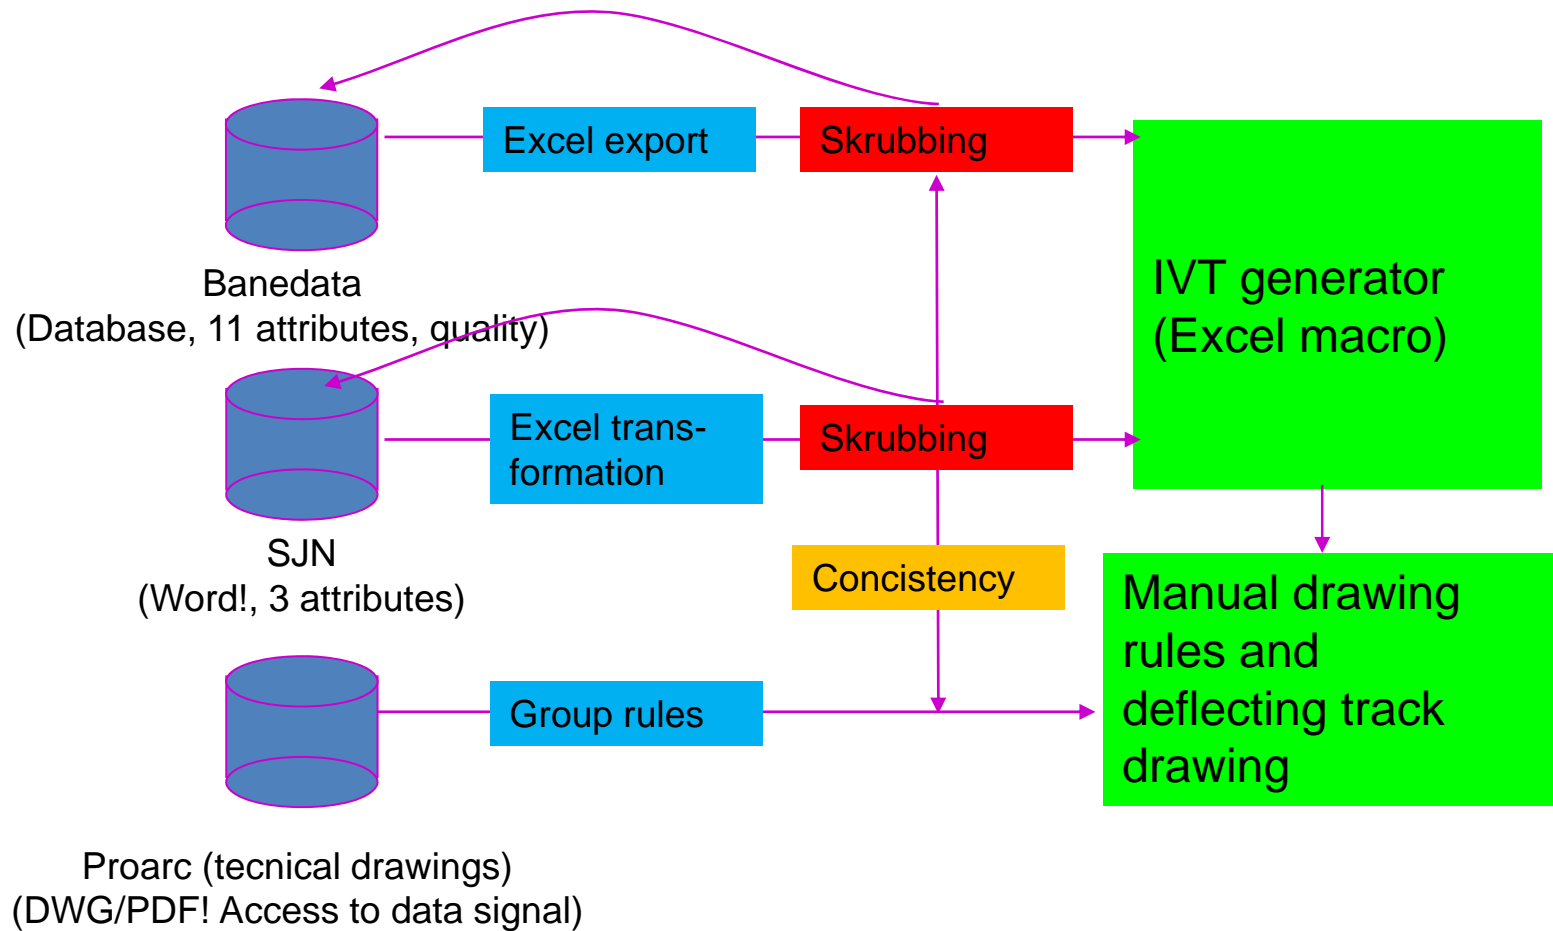 Excel export
Skrubbing
Banedata
(Database, 11 attributes, quality)
IVT generator
(Excel macro)
Excel trans-
formation
Skrubbing
SJN
(Word!, 3 attributes)
Concistency
Manual drawing
rules and
deflecting track
drawing
Group rules
Proarc (tecnical drawings)
(DWG/PDF! Access to data signal)